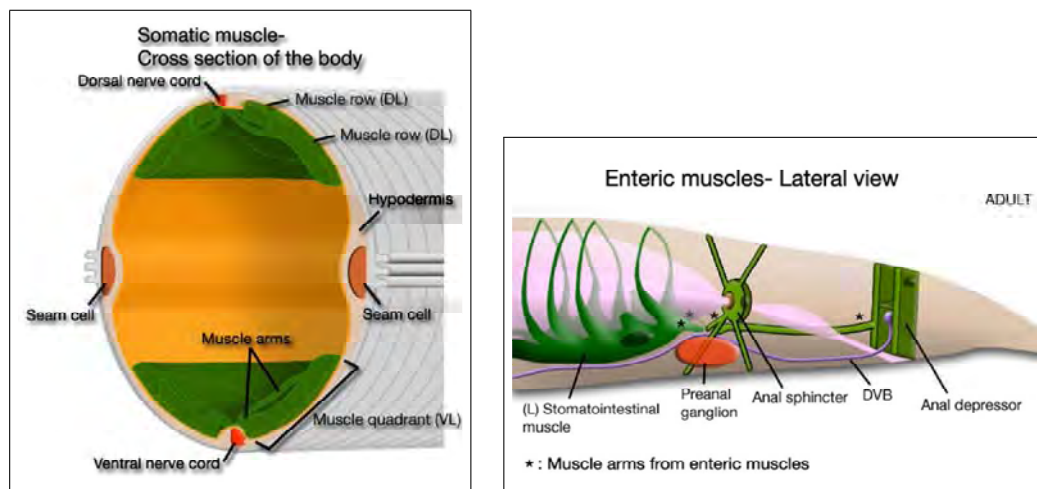 Somatic muscle-
Cross section of the body
Dorsal nerve cord
Muscle row (DL)
Muscle row (DL)
Hypodermis
Seam cell
Seam cell
Muscle arms
Muscle quadrant (VL)
Ventral nerve cord
Enteric muscles- Lateral view
ADULT
(L) Stomatointestinal
muscle
Preanal
ganglion
Anal sphincter
DVB
Anal depressor
★ : Muscle arms from enteric muscles